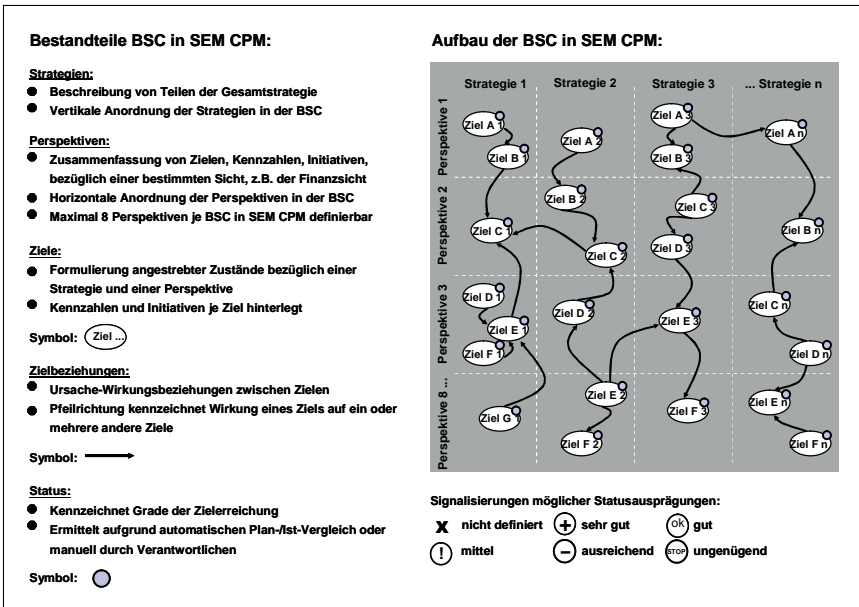 Bestandteile BSC in SEM CPM:
Strategien:
Beschreibung von Teilen der Gesamtstrategie
Vertikale Anordnung der Strategien in der BSC
Perspektiven:
Zusammenfassung von Zielen, Kennzahlen, Initiativen,
bezüglich einer bestimmten Sicht, z.B. der Finanzsicht
Horizontale Anordnung der Perspektiven in der BSC
Maximal 8 Perspektiven je BSC in SEM CPM definierbar
Ziele:
Formulierung angestrebter Zustände bezüglich einer
Strategie und einer Perspektive
Kennzahlen und Initiativen je Ziel hinterlegt
Symbol: Ziel ...
Zielbeziehungen:
Ursache-Wirkungsbeziehungen zwischen Zielen
Pfeilrichtung kennzeichnet Wirkung eines Ziels auf ein oder
mehrere andere Ziele
Symbol:
Status:
Kennzeichnet Grade der Zielerreichung
Ermittelt aufgrund automatischen Plan-/Ist-Vergleich oder
manuell durch Verantwortlichen
Symbol:
Aufbau der BSC in SEM CPM:
Strategie 1 Strategie 2 Strategie 3 ... Strategie n
Perspektive 1
Ziel A 1
Ziel B 1
Ziel A 2
Ziel A 3
Ziel B 3
Ziel A n
Perspektive 2
Ziel C 1
Ziel B 2
Ziel C 2
Ziel C 3
Ziel D 3
Ziel B n
Perspektive 3
Ziel D 1
Ziel E 1
Ziel F 1
Ziel D 2
Ziel E 3
Ziel C n
Ziel D n
Perspektive 8 ...
Ziel G 1
Ziel E 2
Ziel F 2
Ziel F 3
Ziel E n
Ziel F n
Signalisierungen möglicher Statusausprägungen:
x nicht definiert + sehr gut ok gut
! mittel – ausreichend STOP ungenügend